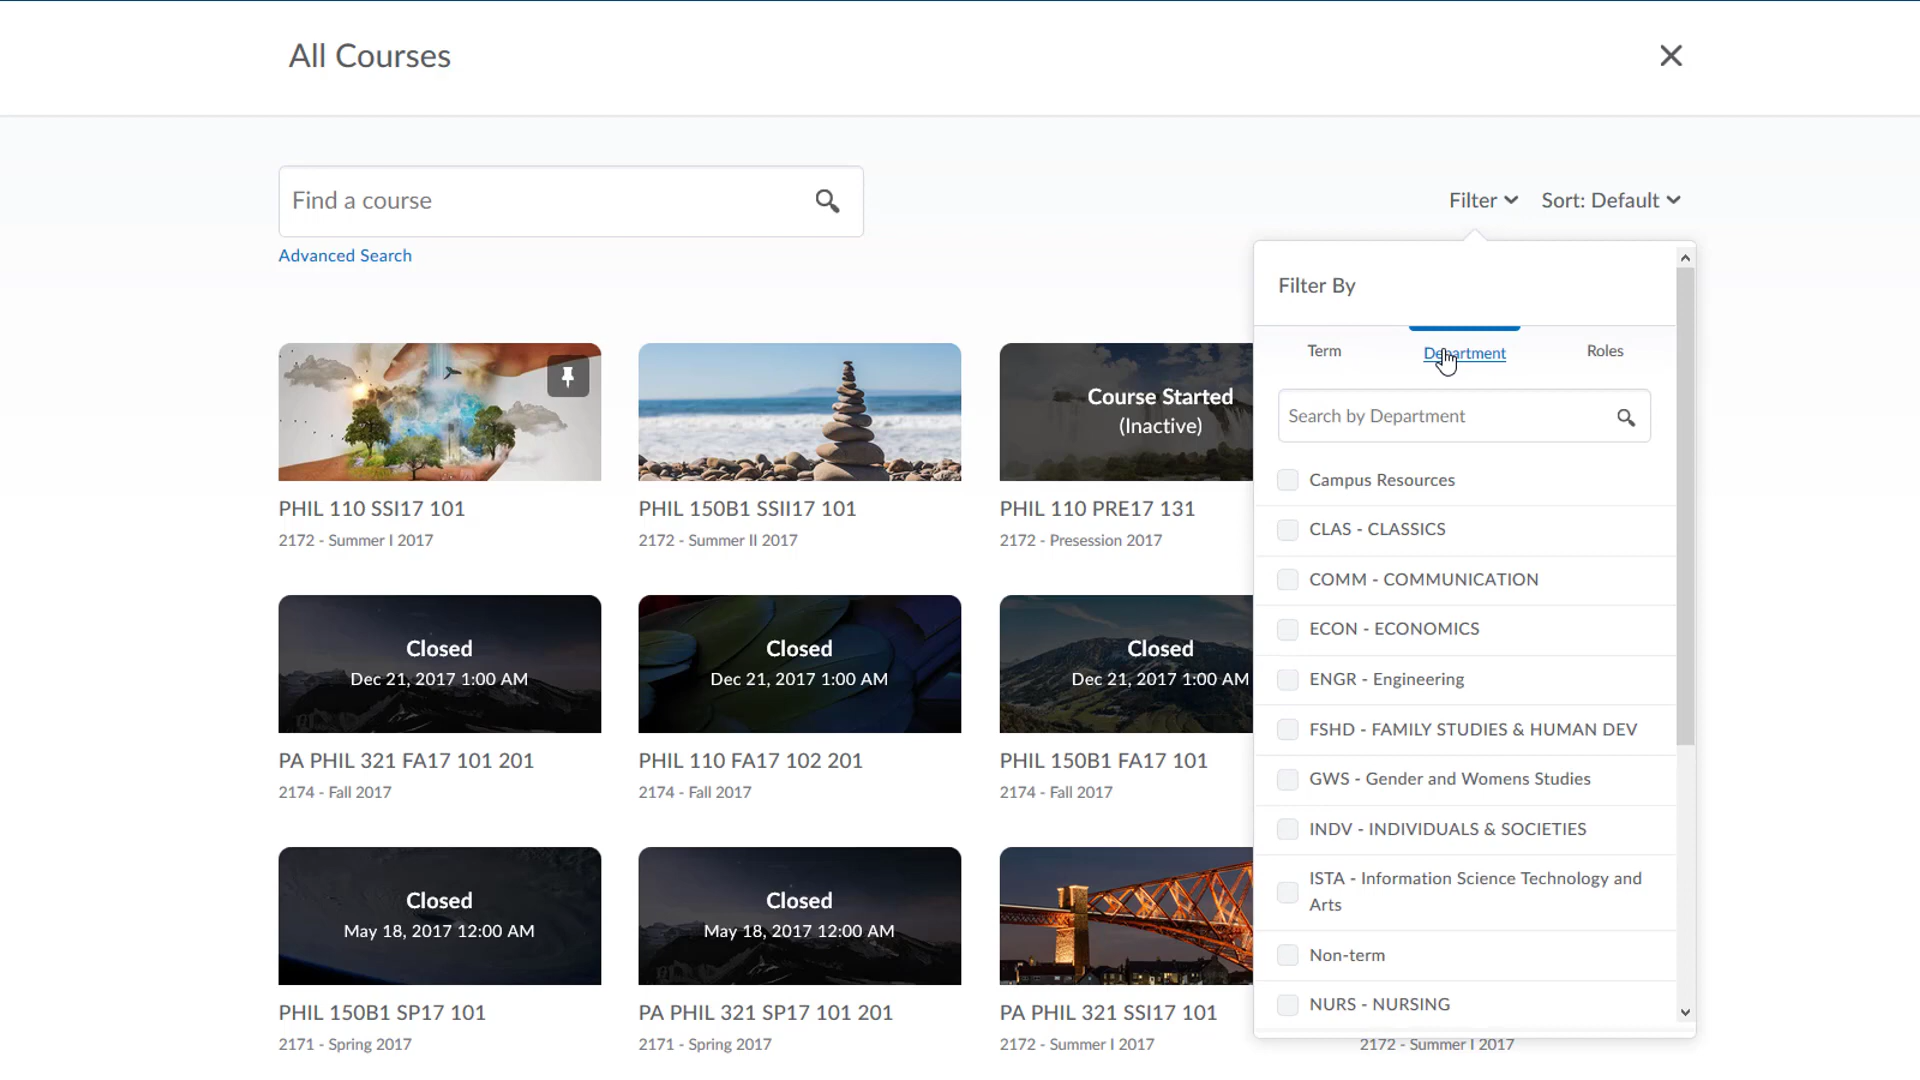 All Courses
Find a course
Advanced Search
Filter
Sort: Default
PHIL 110 SSI17 101
2172 - Summer I 2017
PHIL 150B1 SSII17 101
2172 - Summer II 2017
Course Started
(Inactive)
PHIL 110 PRE17 131
2172 - Presession 2017
Closed
Dec 21, 2017 1:00 AM
PA PHIL 321 FA17 101 201
2174 - Fall 2017
Closed
Dec 21, 2017 1:00 AM
PHIL 110 FA17 102 201
2174 - Fall 2017
Closed
Dec 21, 2017 1:00 AM
PHIL 150B1 FA17 101
2174 - Fall 2017
Closed
May 18, 2017 12:00 AM
PHIL 150B1 SP17 101
2171 - Spring 2017
Closed
May 18, 2017 12:00 AM
PA PHIL 321 SP17 101 201
2171 - Spring 2017
PA PHIL 321 SSI17 101
2172 - Summer I 2017
2172 - Summer I 2017
Filter By
Term
Department
Roles
Search by Department
Campus Resources
CLAS - CLASSICS
COMM - COMMUNICATION
ECON - ECONOMICS
ENGR - Engineering
FSHD - FAMILY STUDIES & HUMAN DEV
GWS - Gender and Womens Studies
INDV - INDIVIDUALS & SOCIETIES
ISTA - Information Science Technology and
Arts
Non-term
NURS - NURSING